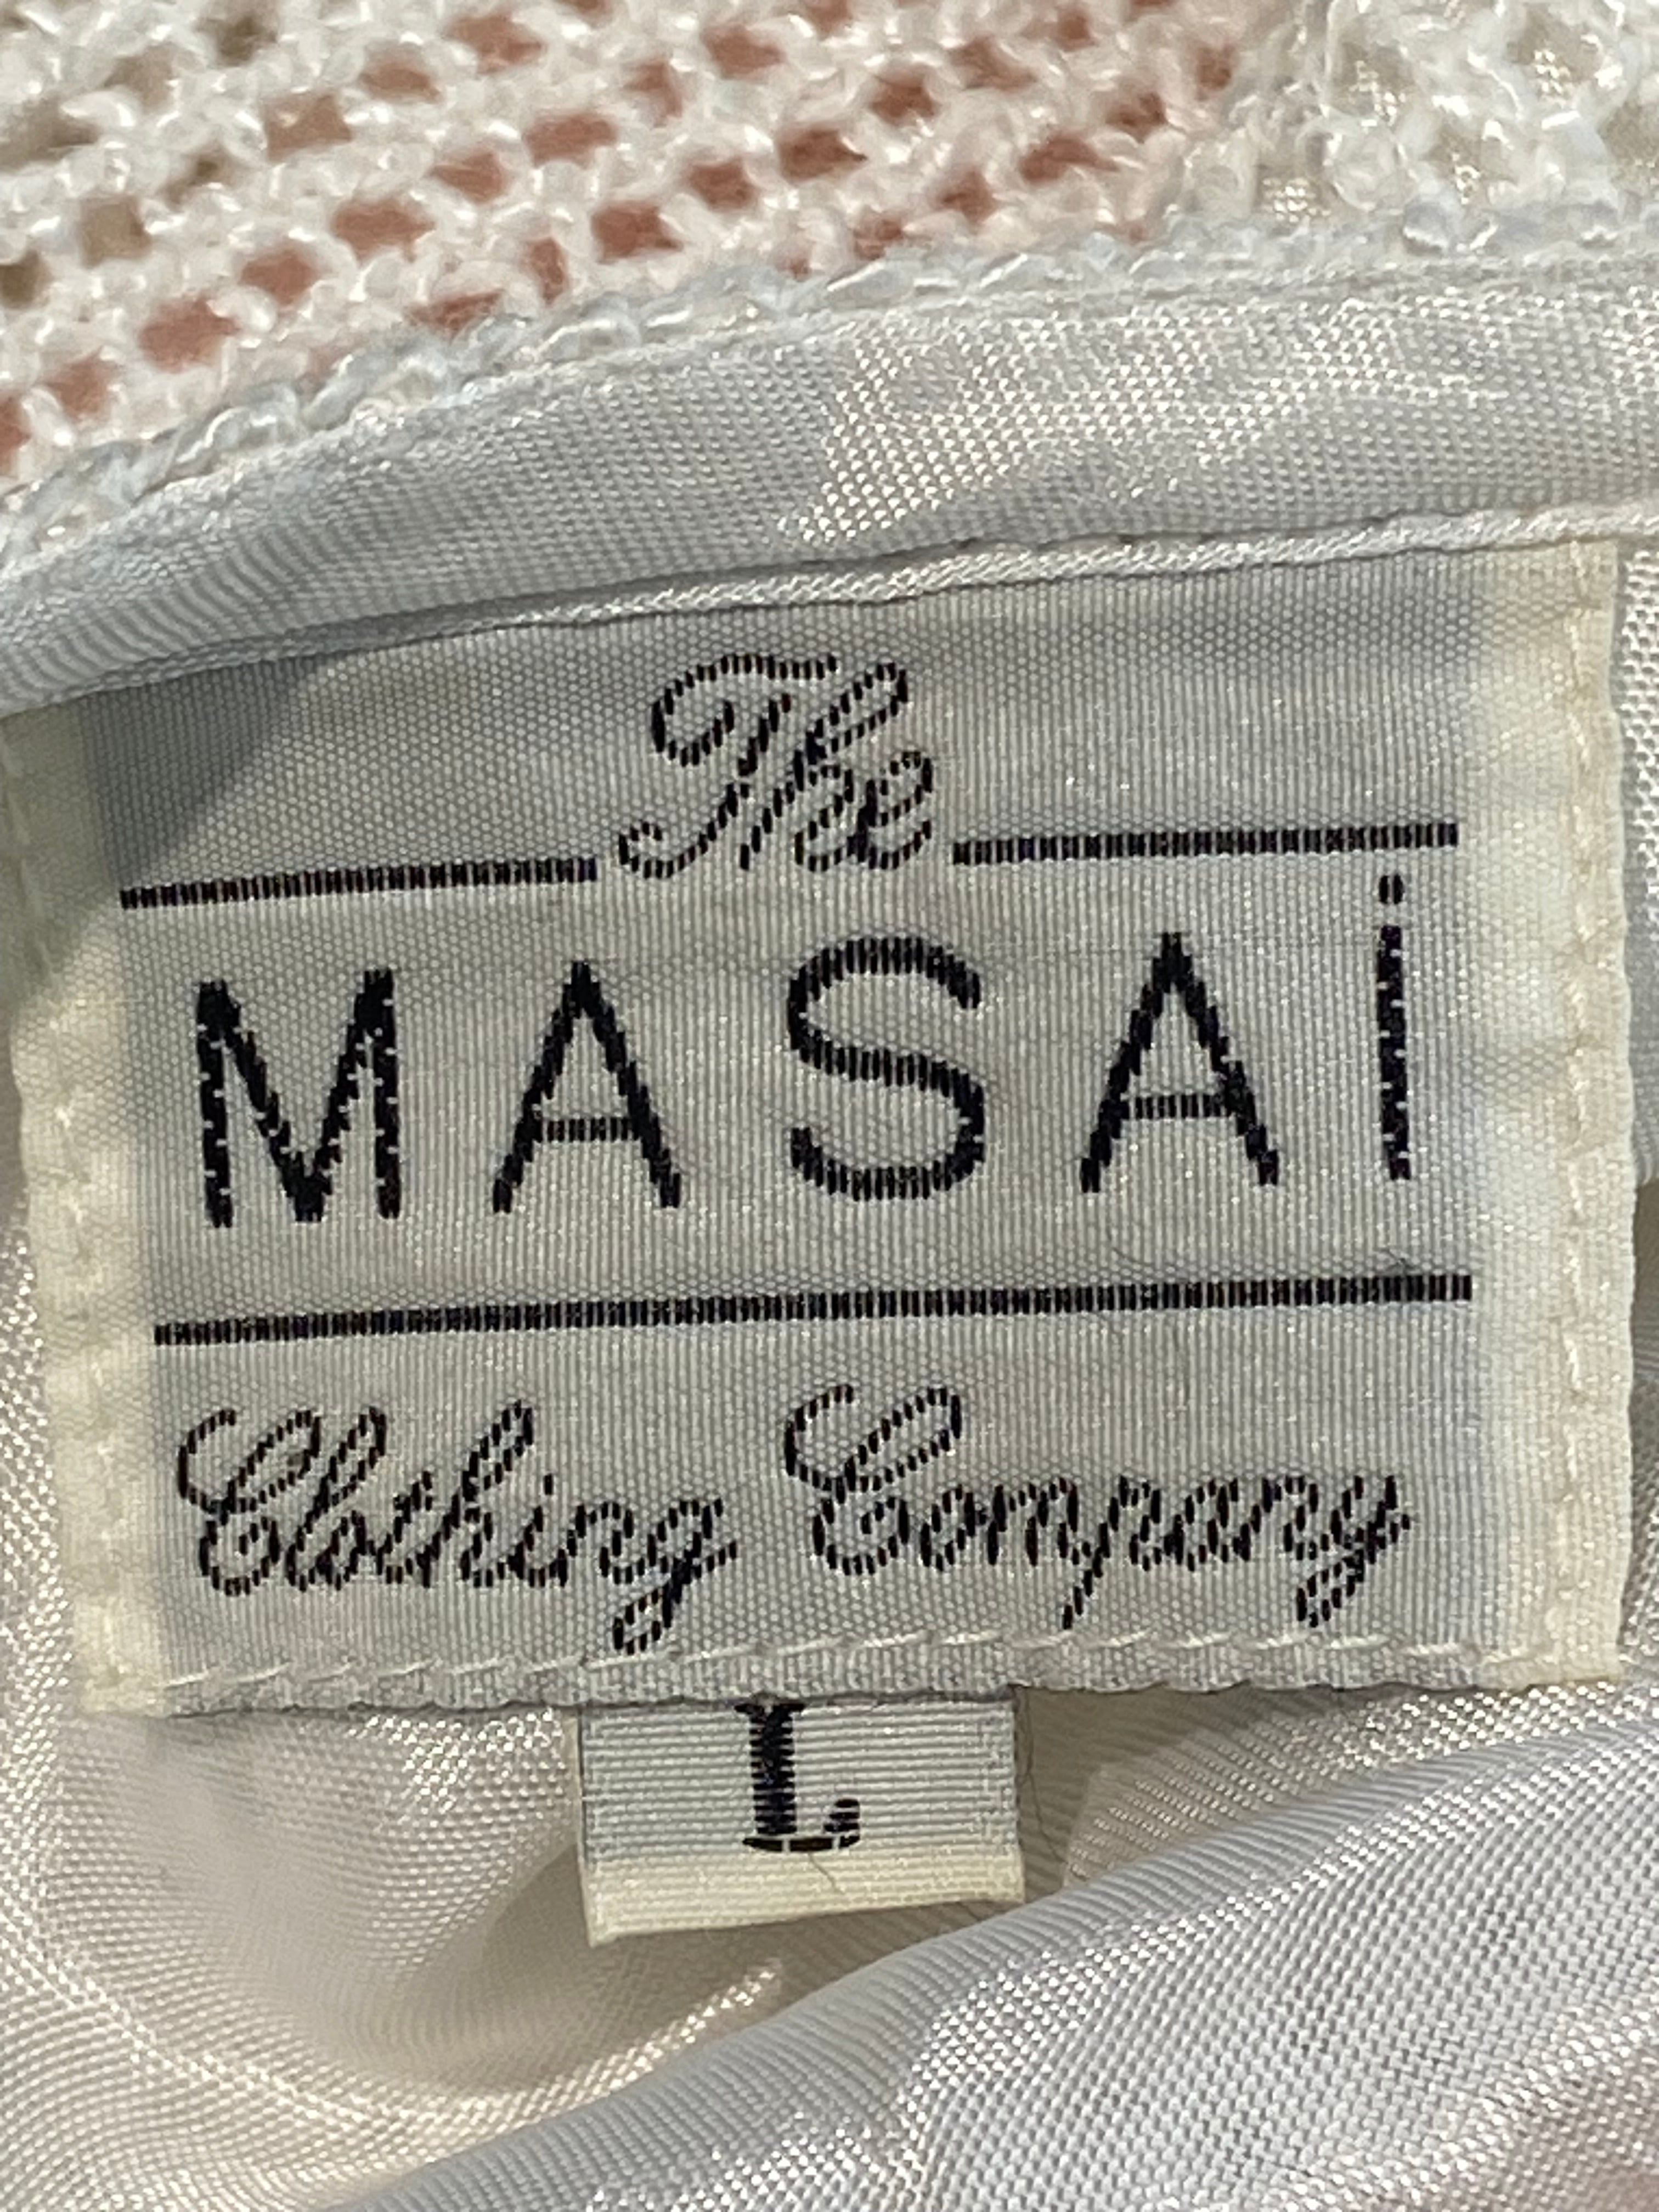 The
MASAi
Clothing Company
L